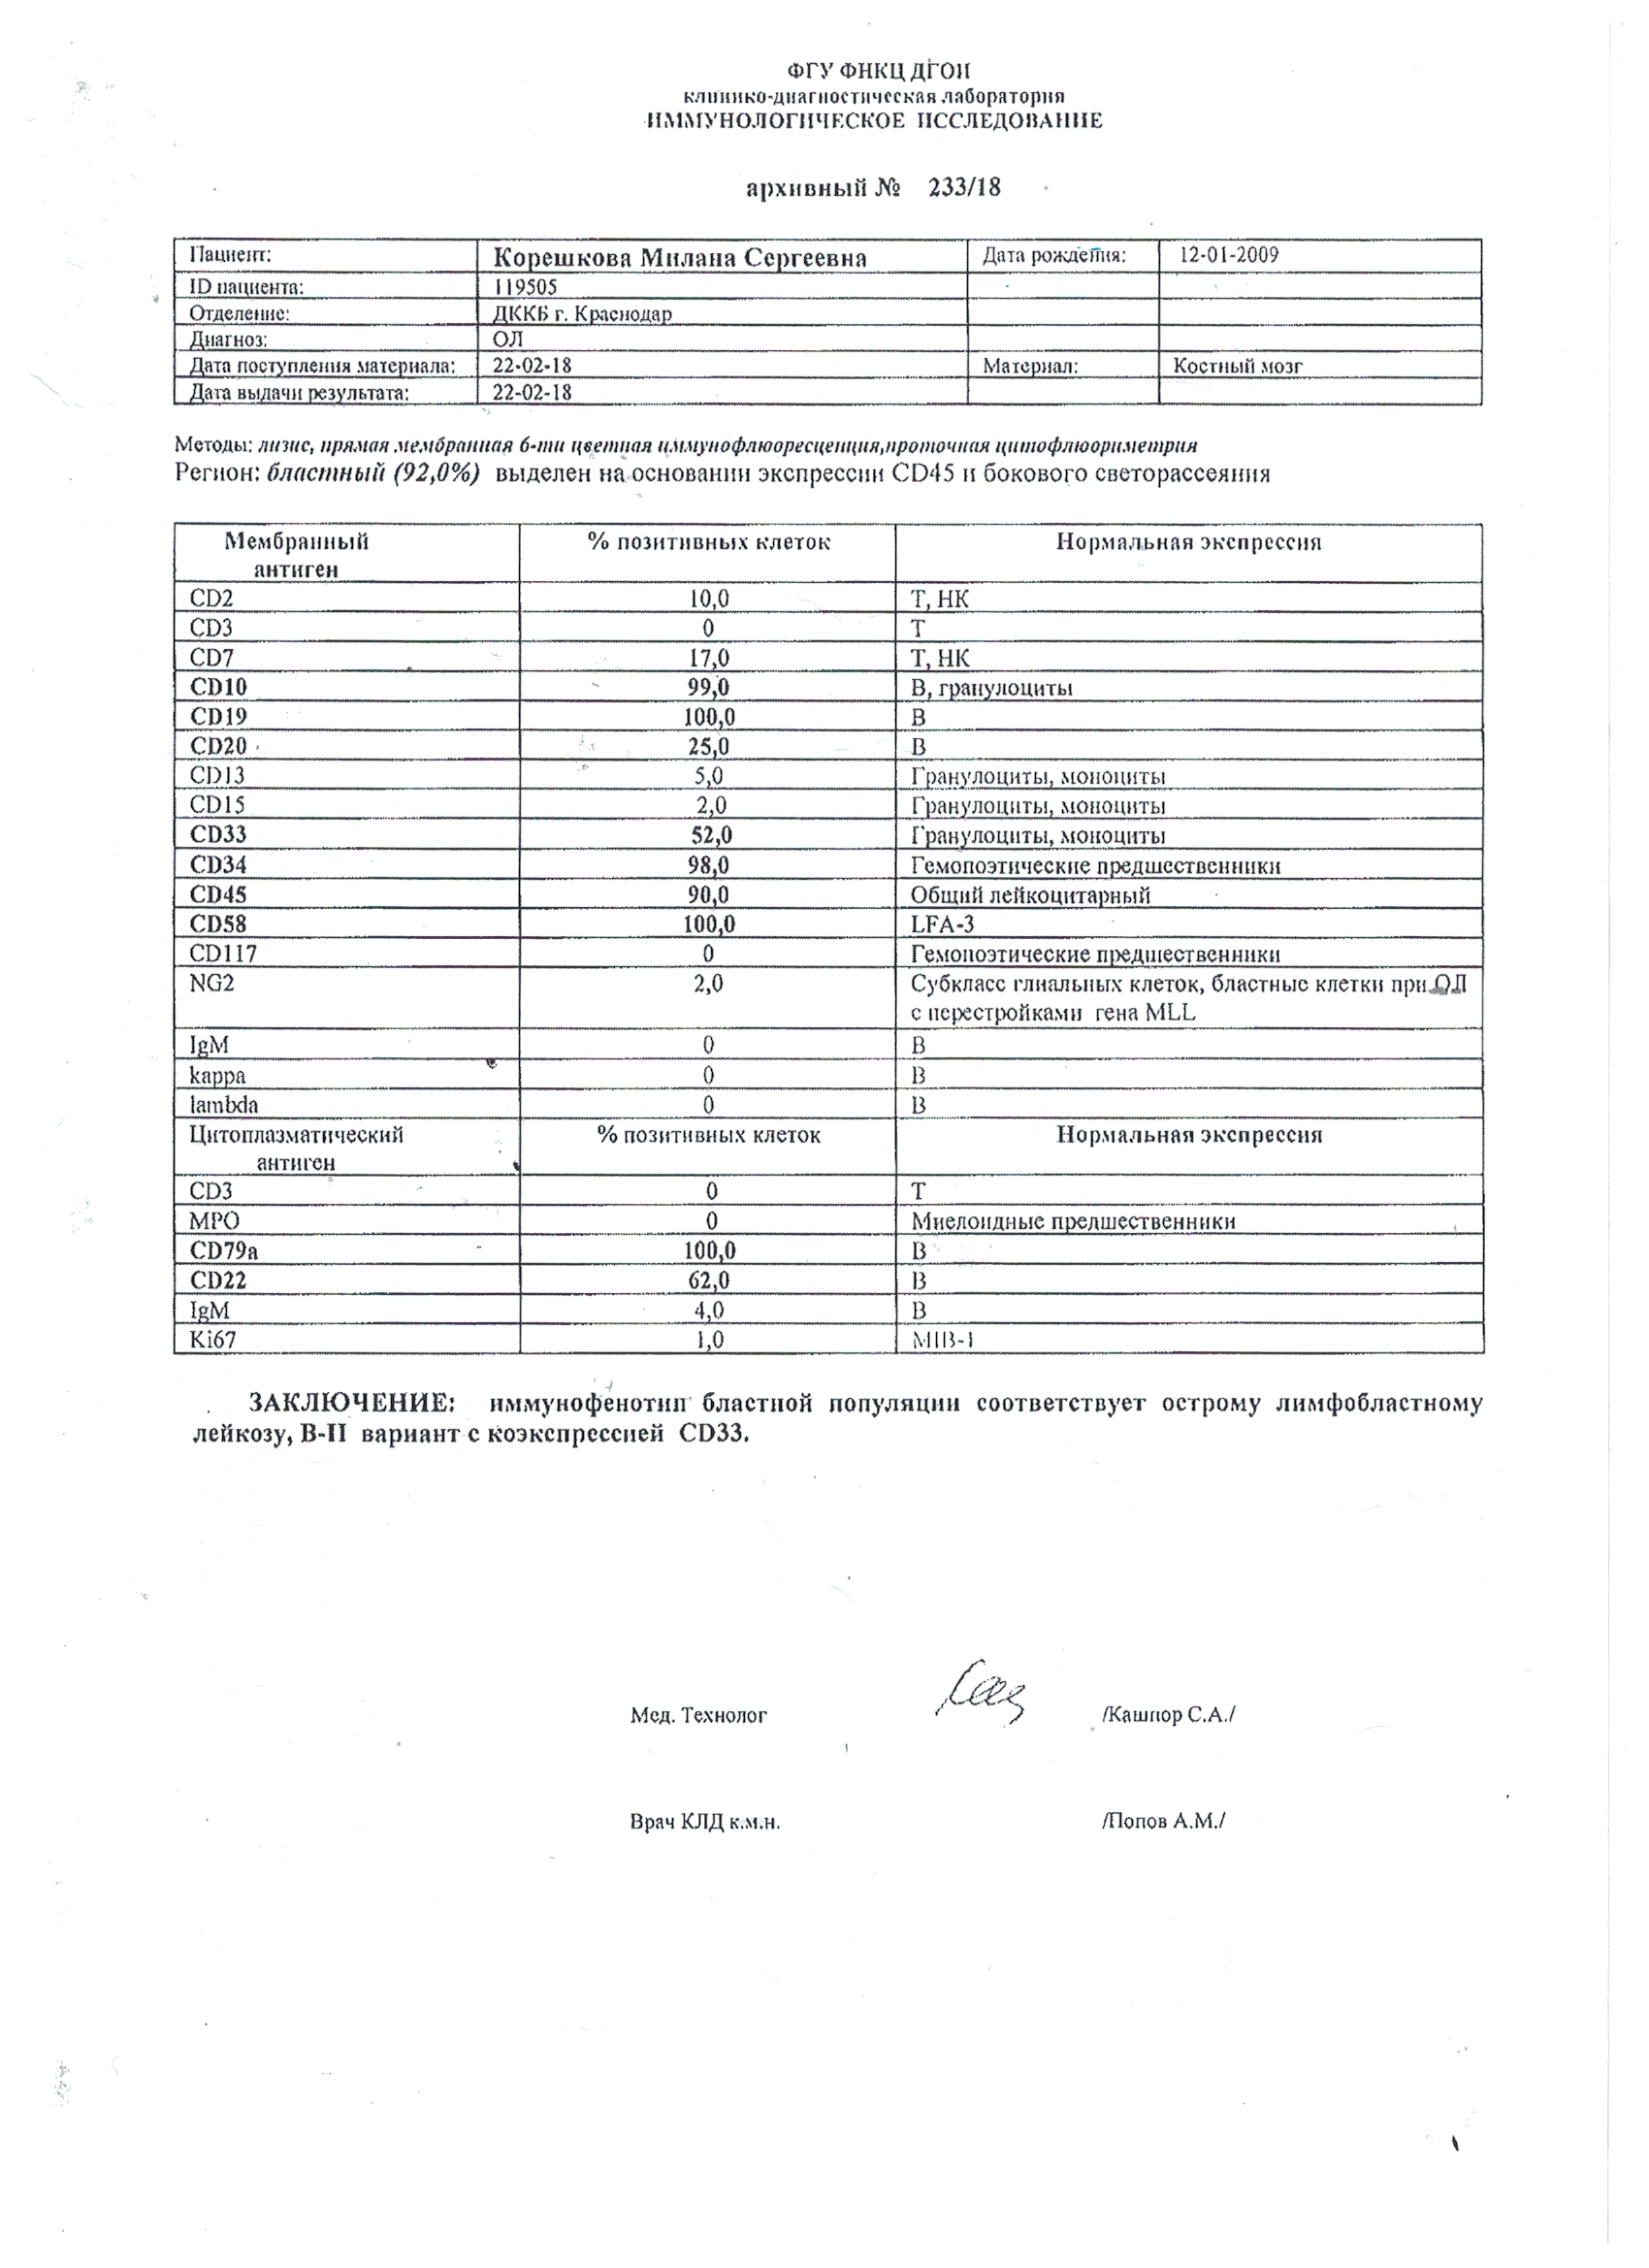 ФГУ ФНКЦ ДГОИ
клинико-диагностическая лаборатория
ИММУНОЛОГИЧЕСКОЕ ИССЛЕДОВАНИЕ
архивный № 233/18
Пациент: Корешкова Милана Сергеевна Дата рождения: 12-01-2009
ID пациента: 119505
Отделение: ДККБ г. Краснодар
Диагноз: ОЛ
Дата поступления материала: 22-02-18 Материал: Костный мозг
Дата выдачи результата: 22-02-18
Методы: лизис, прямая мембранная 6-ти цветная иммунофлюоресценция,проточная цитофлюориметрия
Регион: бластный (92,0%) выделен на основании экспрессии CD45 и бокового светорассеяния
Мембранный % позитивных клеток Нормальная экспрессия
антиген
CD2 10,0 Т, НК
CD3 0 Т
CD7 17,0 Т, НК
CD10 99,0 В, гранулоциты
CD19 100,0 В
CD20 25,0 В
CD13 5,0 Гранулоциты, моноциты
CD15 2,0 Гранулоциты, моноциты
CD33 52,0 Гранулоциты, моноциты
CD34 98,0 Гемопоэтические предшественники
CD45 90,0 Общий лейкоцитарный
CD58 100,0 LFA-3
CD117 0 Гемопоэтические предшественники
NG2 2,0 Субкласс глиальных клеток, бластные клетки при ОЛ
с перестройками гена MLL
IgM 0 В
kappa 0 В
lambda 0 В
Цитоплазматический % позитивных клеток Нормальная экспрессия
антиген
CD3 0 Т
MPO 0 Миелоидные предшественники
CD79a 100,0 В
CD22 62,0 В
IgM 4,0 В
Ki67 1,0 MIB-1
ЗАКЛЮЧЕНИЕ: иммунофенотип бластной популяции соответствует острому лимфобластному
лейкозу, В-II вариант с коэкспрессией CD33.
Мед. Технолог /Кашпор С.А./
Врач КЛД к.м.н. /Попов А.М./